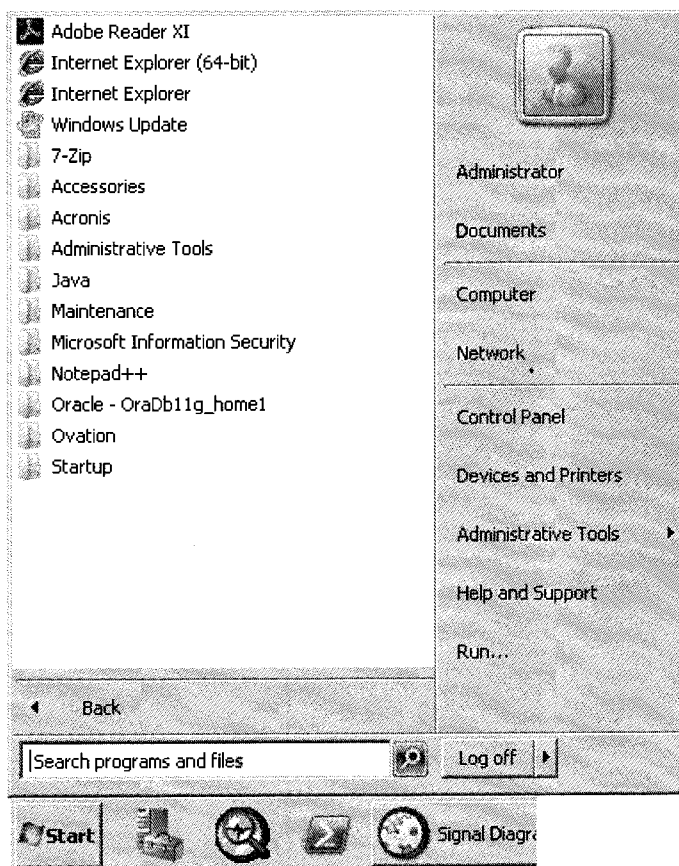 Adobe Reader XI
Internet Explorer (64-bit)
Internet Explorer
Windows Update
7-Zip
Accessories
Acronis
Administrative Tools
Java
Maintenance
Microsoft Information Security
Notepad++
Oracle - OraDb11g_home1
Ovation
Startup
Back
Search programs and files
Administrator
Documents
Computer
Network
Control Panel
Devices and Printers
Administrative Tools
Help and Support
Run...
Log off
Start
Signal Diagr